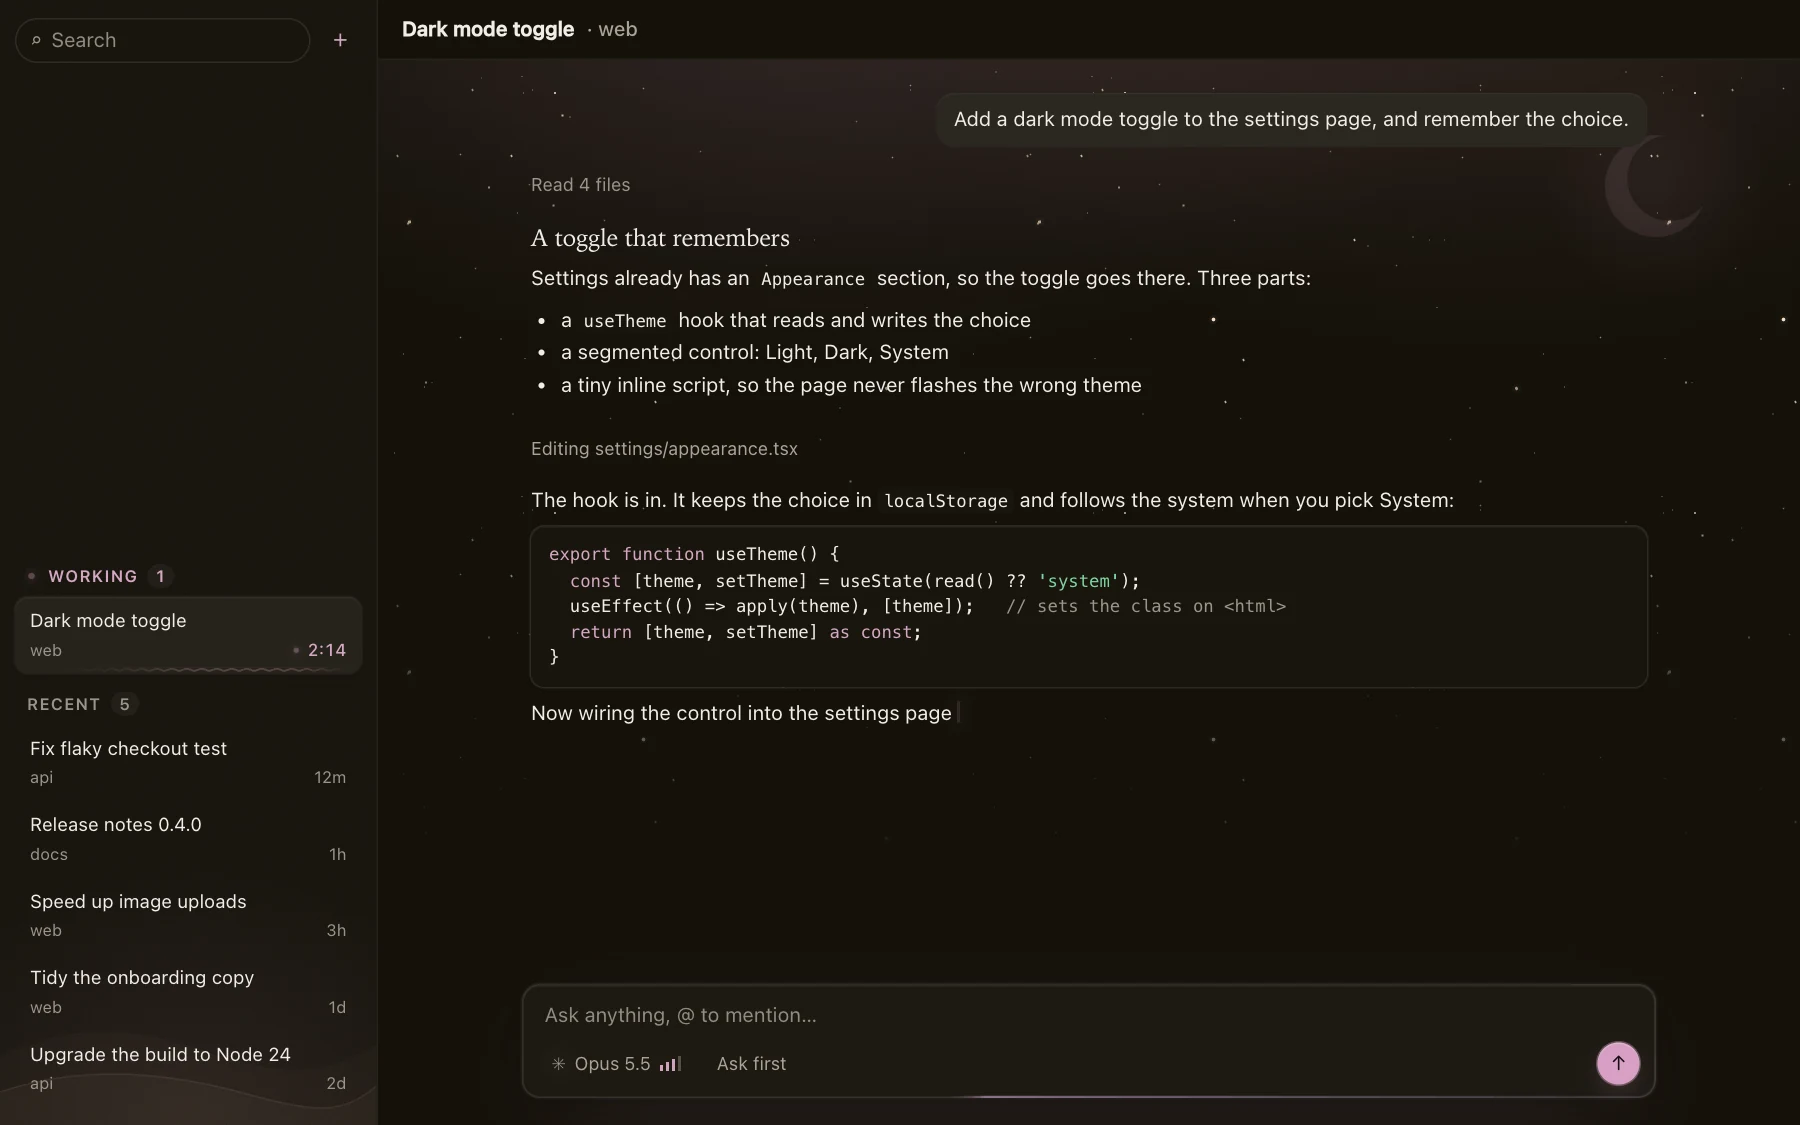 Search
+
Dark mode toggle · web
Add a dark mode toggle to the settings page, and remember the choice.
Read 4 files
A toggle that remembers
Settings already has an Appearance section, so the toggle goes there. Three parts:
• a useTheme hook that reads and writes the choice
• a segmented control: Light, Dark, System
• a tiny inline script, so the page never flashes the wrong theme
Editing settings/appearance.tsx
The hook is in. It keeps the choice in localStorage and follows the system when you pick System:
export function useTheme() {
  const [theme, setTheme] = useState(read() ?? 'system');
  useEffect(() => apply(theme), [theme]);   // sets the class on <html>
  return [theme, setTheme] as const;
}
Now wiring the control into the settings page
WORKING 1
Dark mode toggle
web 2:14
RECENT 5
Fix flaky checkout test
api 12m
Release notes 0.4.0
docs 1h
Speed up image uploads
web 3h
Tidy the onboarding copy
web 1d
Upgrade the build to Node 24
api 2d
Ask anything, @ to mention...
Opus 5.5 Ask first